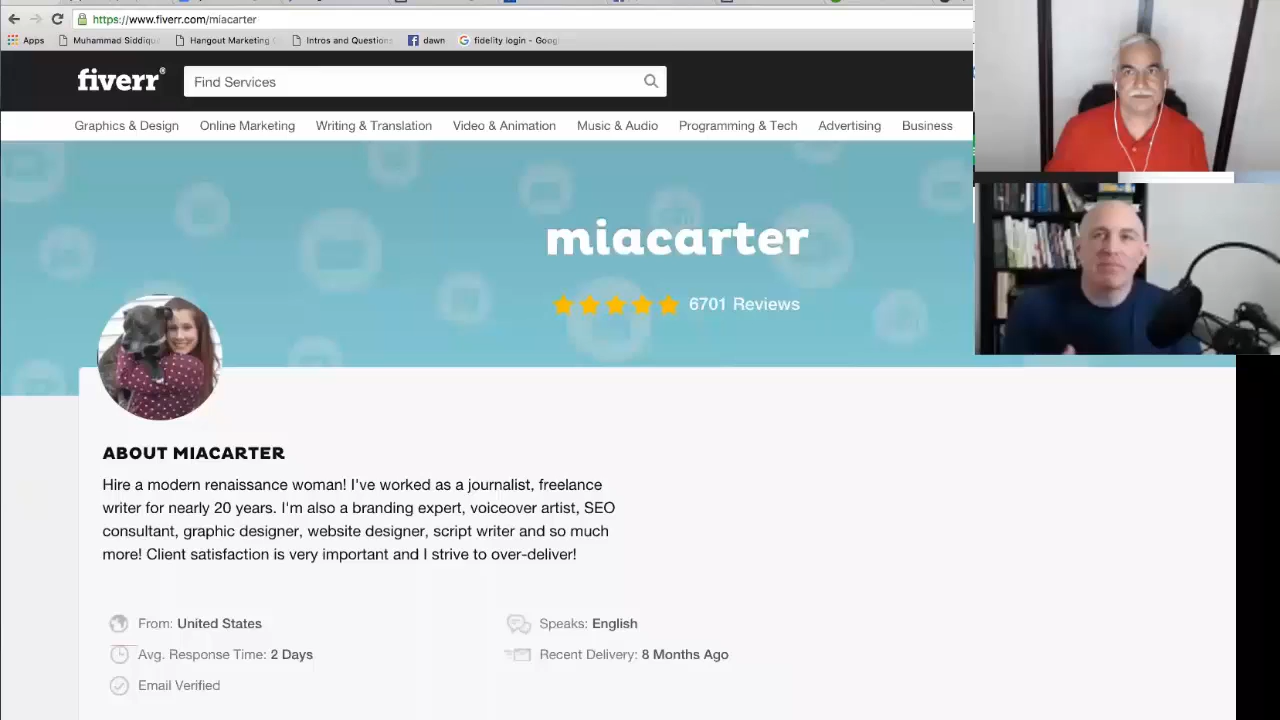 https://www.fiverr.com/miacarter
Apps
Muhammad Siddiqu
Hangout Marketing
Intros and Questions
dawn
fidelity login - Goog
fiverr®
Find Services
Graphics & Design
Online Marketing
Writing & Translation
Video & Animation
Music & Audio
Programming & Tech
Advertising
Business
miacarter
6701 Reviews
ABOUT MIACARTER
Hire a modern renaissance woman! I've worked as a journalist, freelance
writer for nearly 20 years. I'm also a branding expert, voiceover artist, SEO
consultant, graphic designer, website designer, script writer and so much
more! Client satisfaction is very important and I strive to over-deliver!
From: United States
Speaks: English
Avg. Response Time: 2 Days
Recent Delivery: 8 Months Ago
Email Verified